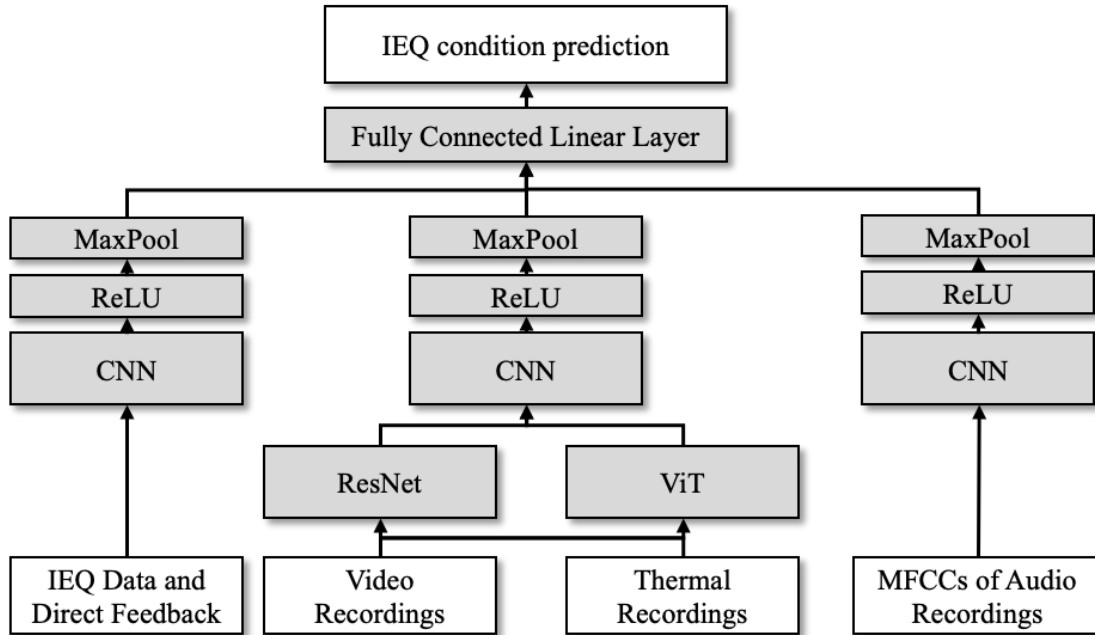 IEQ condition prediction
Fully Connected Linear Layer
MaxPool
MaxPool
MaxPool
ReLU
ReLU
ReLU
CNN
CNN
CNN
ResNet
ViT
IEQ Data and
Direct Feedback
Video
Recordings
Thermal
Recordings
MFCCs of Audio
Recordings